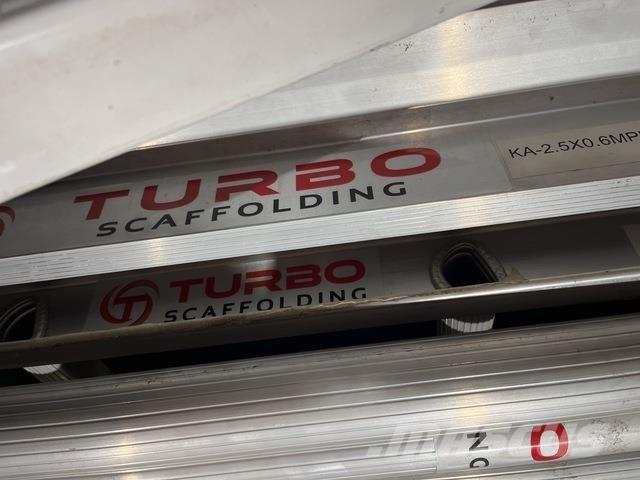 TURBO
SCAFFOLDING
KA-2.5X0.6MP
TURBO
SCAFFOLDING